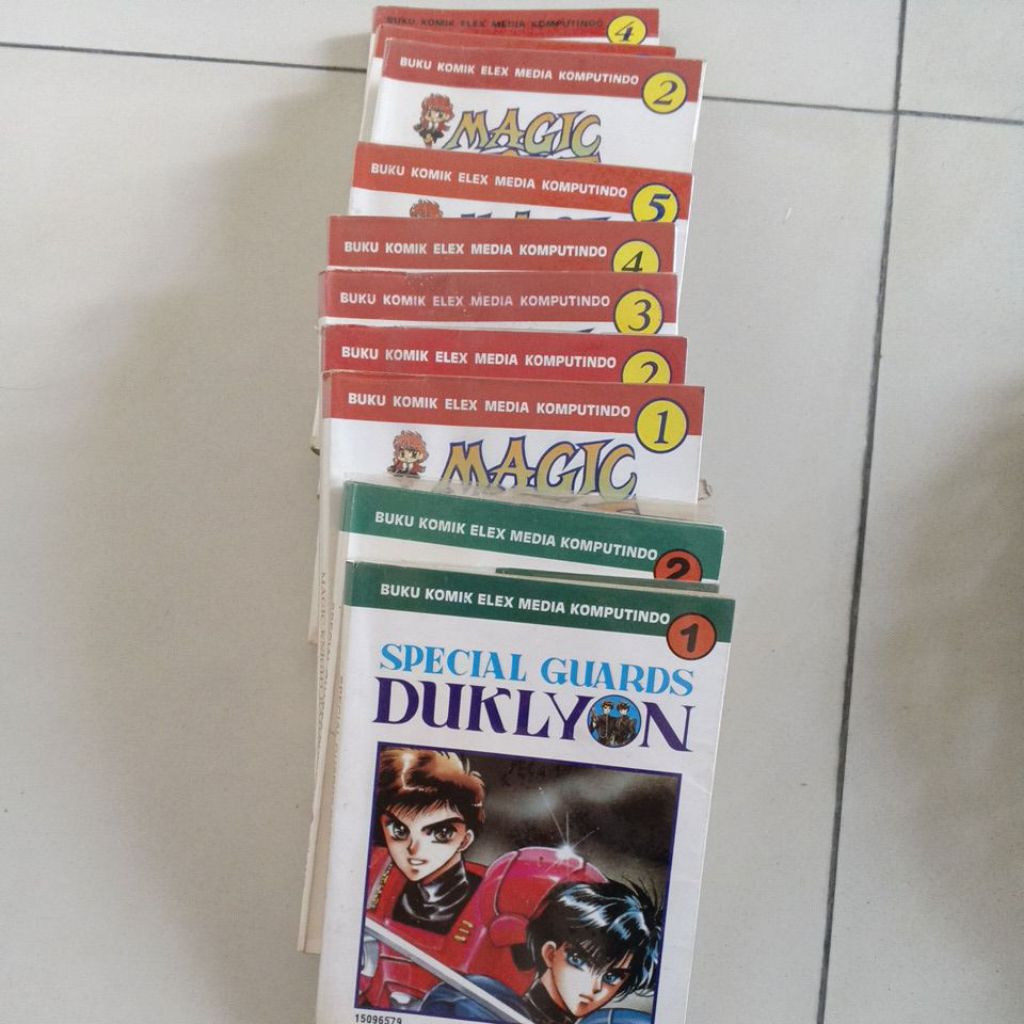 BUKU KOMIK ELEX MEDIA KOMPUTINDO
4
BUKU KOMIK ELEX MEDIA KOMPUTINDO
2
MAGIC
BUKU KOMIK ELEX MEDIA KOMPUTINDO
5
BUKU KOMIK ELEX MEDIA KOMPUTINDO
4
BUKU KOMIK ELEX MEDIA KOMPUTINDO
3
BUKU KOMIK ELEX MEDIA KOMPUTINDO
2
BUKU KOMIK ELEX MEDIA KOMPUTINDO
1
MAGIC
BUKU KOMIK ELEX MEDIA KOMPUTINDO
2
BUKU KOMIK ELEX MEDIA KOMPUTINDO
1
SPECIAL GUARDS
DUKLYON
15096579